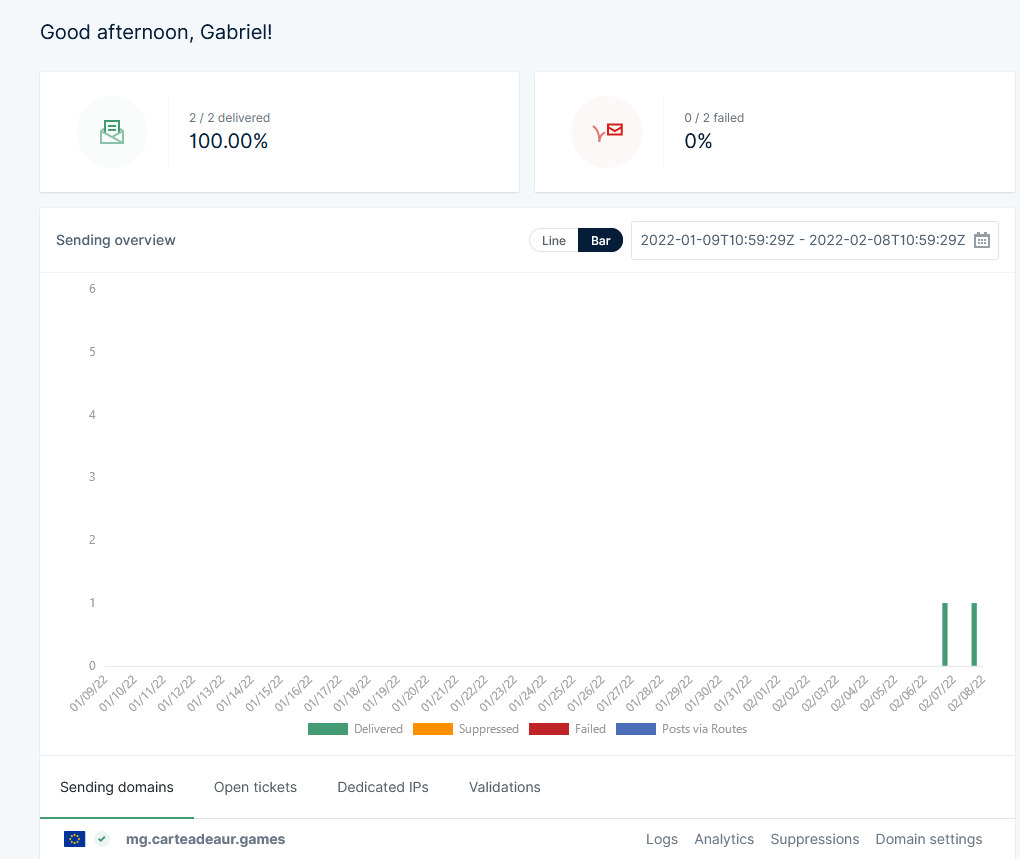 Good afternoon, Gabriel!
2 / 2 delivered
100.00%
0 / 2 failed
0%
Sending overview
Line
Bar
2022-01-09T10:59:29Z - 2022-02-08T10:59:29Z
6
5
4
3
2
1
0
01/09/22
01/10/22
01/11/22
01/12/22
01/13/22
01/14/22
01/15/22
01/16/22
01/17/22
01/18/22
01/19/22
01/20/22
01/21/22
01/22/22
01/23/22
01/24/22
01/25/22
01/26/22
01/27/22
01/28/22
01/29/22
01/30/22
01/31/22
02/01/22
02/02/22
02/03/22
02/04/22
02/05/22
02/06/22
02/07/22
02/08/22
Delivered
Suppressed
Failed
Posts via Routes
Sending domains
Open tickets
Dedicated IPs
Validations
mg.carteadeaur.games
Logs
Analytics
Suppressions
Domain settings